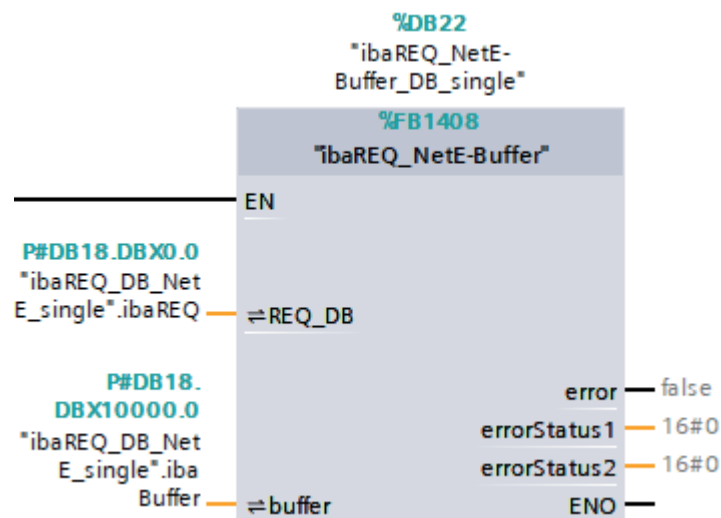 %DB22
"ibaREQ_NetE-
Buffer_DB_single"
%FB1408
"ibaREQ_NetE-Buffer"
EN
P#DB18.DBX0.0
"ibaREQ_DB_Net
E_single".ibaREQ
⇌REQ_DB
P#DB18.
DBX10000.0
"ibaREQ_DB_Net
E_single".iba
Buffer
⇌buffer
error
false
errorStatus1
16#0
errorStatus2
16#0
ENO